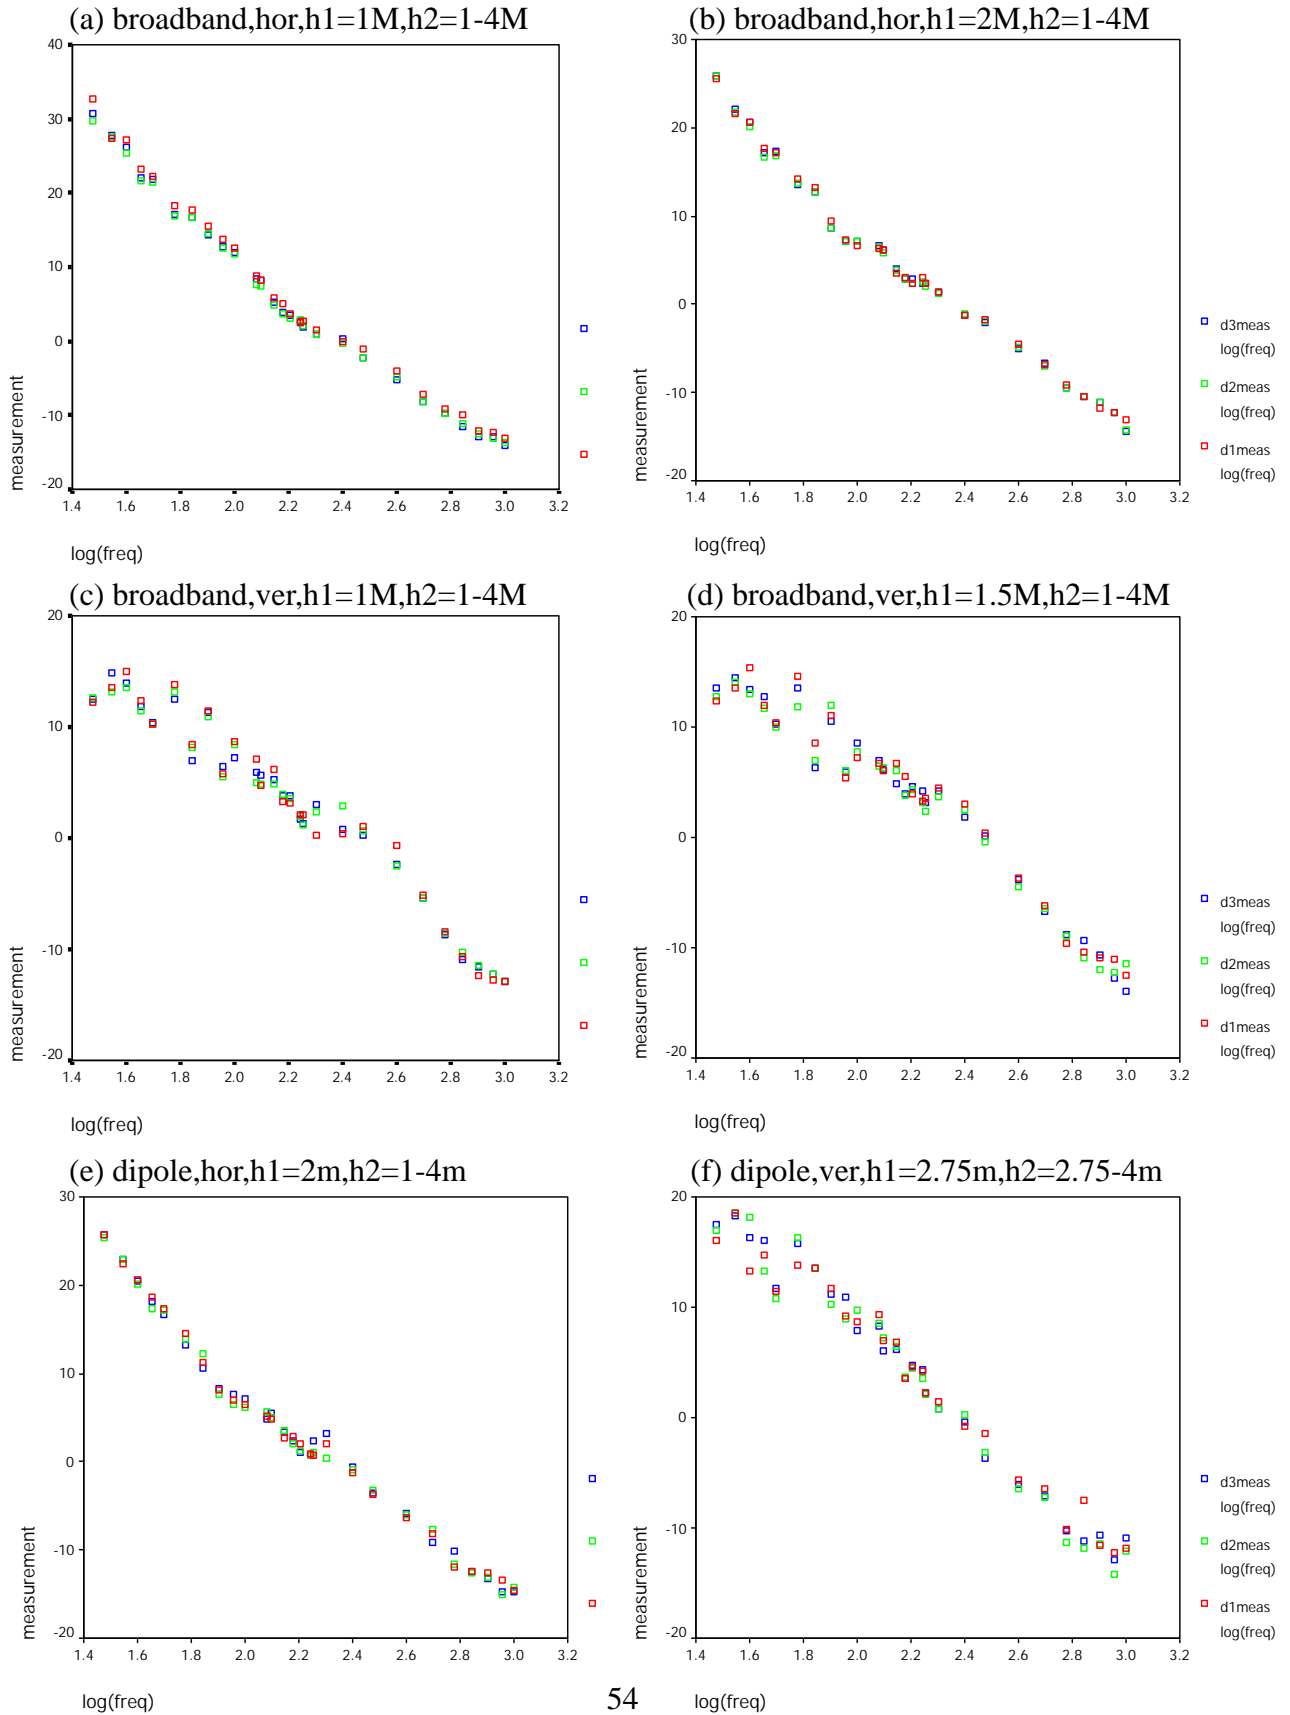 (a) broadband,hor,h1=1M,h2=1-4M
40
30
20
10
0
-10
-20
1.4 1.6 1.8 2.0 2.2 2.4 2.6 2.8 3.0 3.2
measurement
log(freq)
(b) broadband,hor,h1=2M,h2=1-4M
30
20
10
0
-10
-20
1.4 1.6 1.8 2.0 2.2 2.4 2.6 2.8 3.0 3.2
measurement
log(freq)
d3meas
log(freq)
d2meas
log(freq)
d1meas
log(freq)
(c) broadband,ver,h1=1M,h2=1-4M
20
10
0
-10
-20
1.4 1.6 1.8 2.0 2.2 2.4 2.6 2.8 3.0 3.2
measurement
log(freq)
(d) broadband,ver,h1=1.5M,h2=1-4M
20
10
0
-10
-20
1.4 1.6 1.8 2.0 2.2 2.4 2.6 2.8 3.0 3.2
measurement
log(freq)
d3meas
log(freq)
d2meas
log(freq)
d1meas
log(freq)
(e) dipole,hor,h1=2m,h2=1-4m
30
20
10
0
-10
-20
1.4 1.6 1.8 2.0 2.2 2.4 2.6 2.8 3.0 3.2
measurement
log(freq)
(f) dipole,ver,h1=2.75m,h2=2.75-4m
20
10
0
-10
-20
1.4 1.6 1.8 2.0 2.2 2.4 2.6 2.8 3.0 3.2
measurement
log(freq)
d3meas
log(freq)
d2meas
log(freq)
d1meas
log(freq)
54